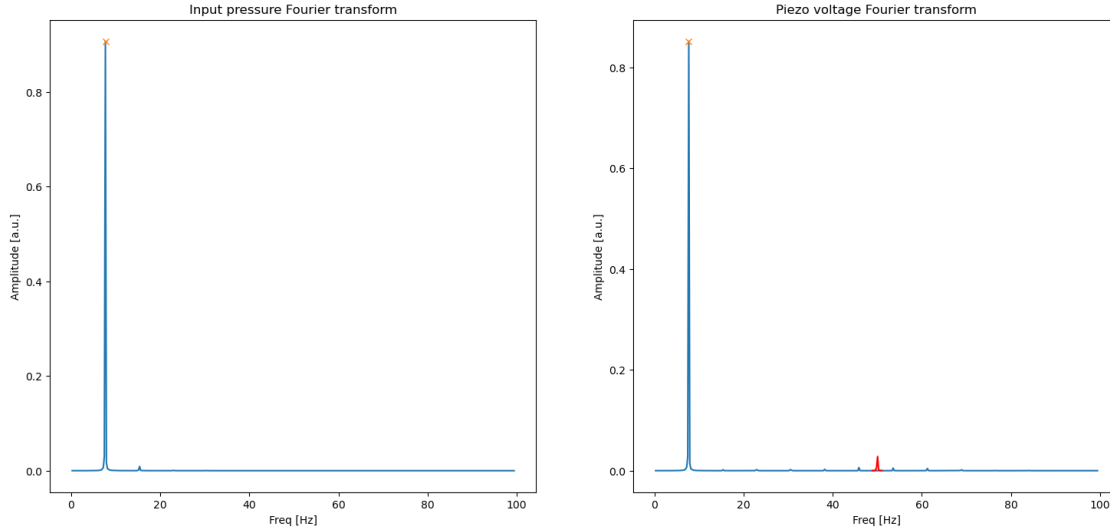 Input pressure Fourier transform
Amplitude [a.u.]
0.8
0.6
0.4
0.2
0.0
0 20 40 60 80 100
Freq [Hz]
Piezo voltage Fourier transform
Amplitude [a.u.]
0.8
0.6
0.4
0.2
0.0
0 20 40 60 80 100
Freq [Hz]